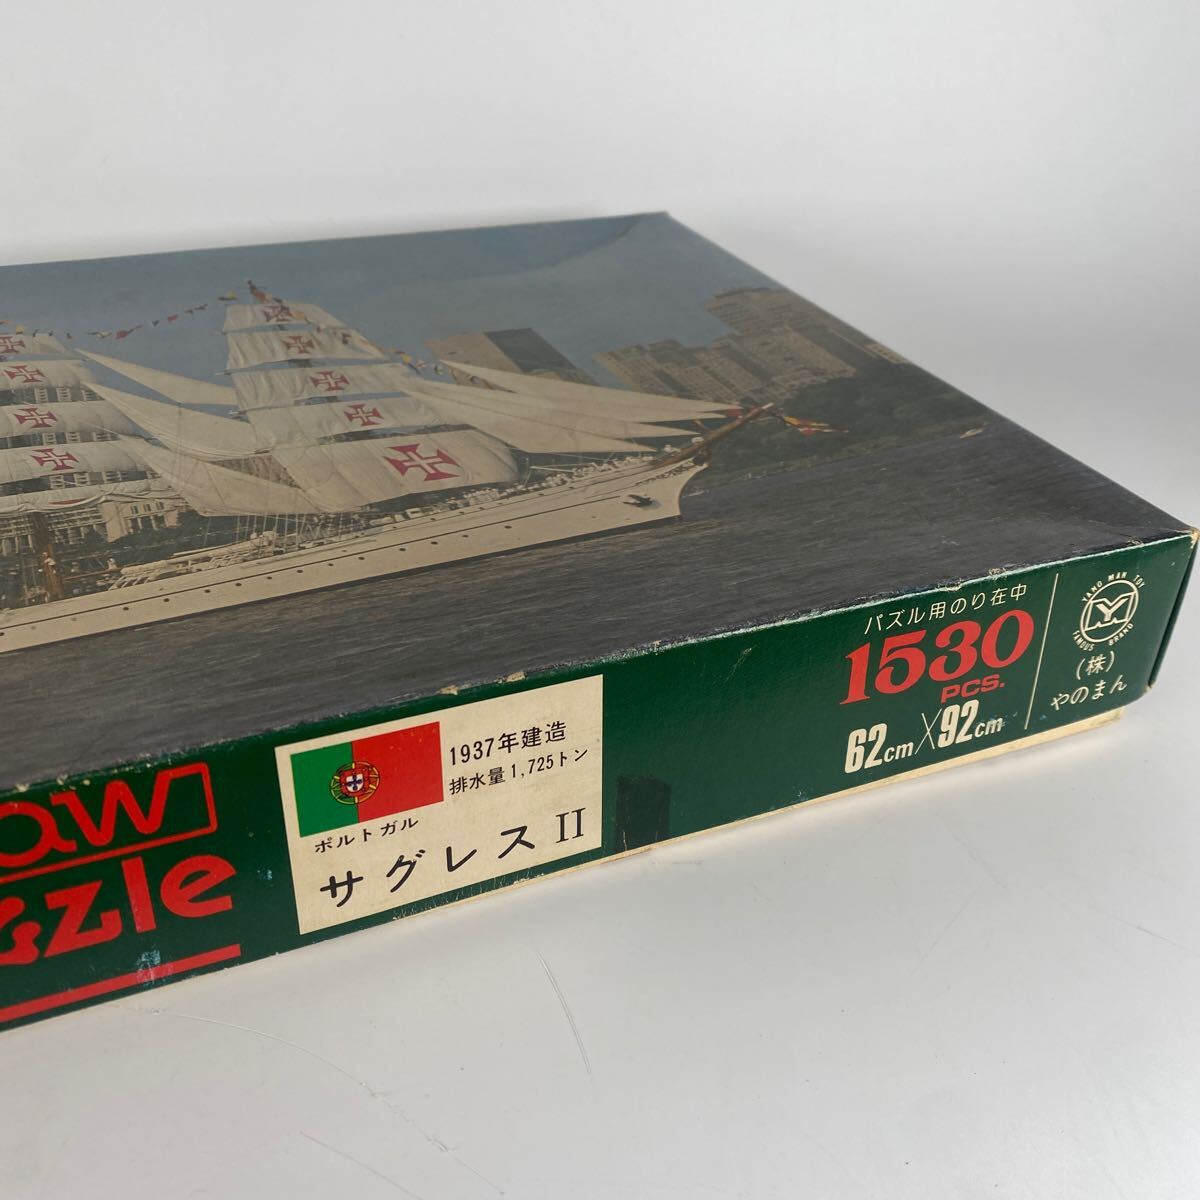 aw
zzle
1937年建造
排水量1,725トン
ポルトガル
サグレスII
パズル用のり在中
1530
PCS.
62cm×92cm
YANO MAN TOY
FAMOUS BRAND
(株)
やのまん